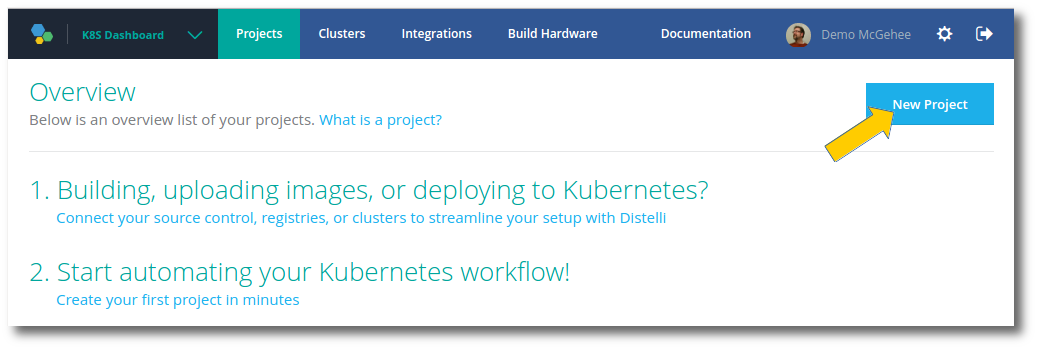 K8S Dashboard
Projects
Clusters
Integrations
Build Hardware
Documentation
Demo McGehee
Overview
Below is an overview list of your projects. What is a project?
New Project
1. Building, uploading images, or deploying to Kubernetes?
Connect your source control, registries, or clusters to streamline your setup with Distelli
2. Start automating your Kubernetes workflow!
Create your first project in minutes